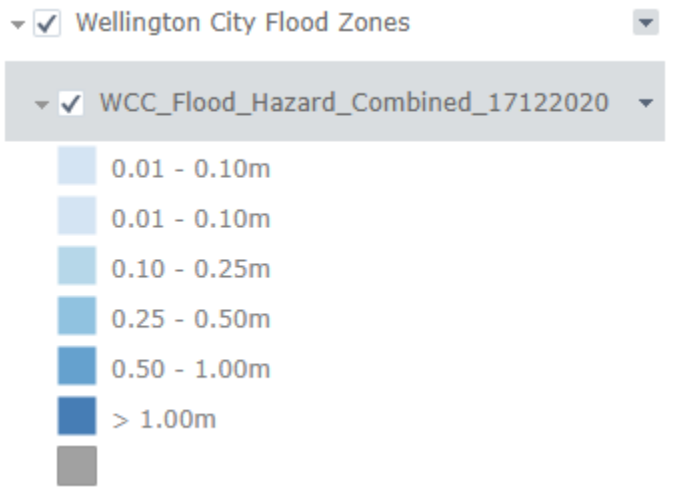 Wellington City Flood Zones
WCC_Flood_Hazard_Combined_17122020
0.01 - 0.10m
0.01 - 0.10m
0.10 - 0.25m
0.25 - 0.50m
0.50 - 1.00m
> 1.00m